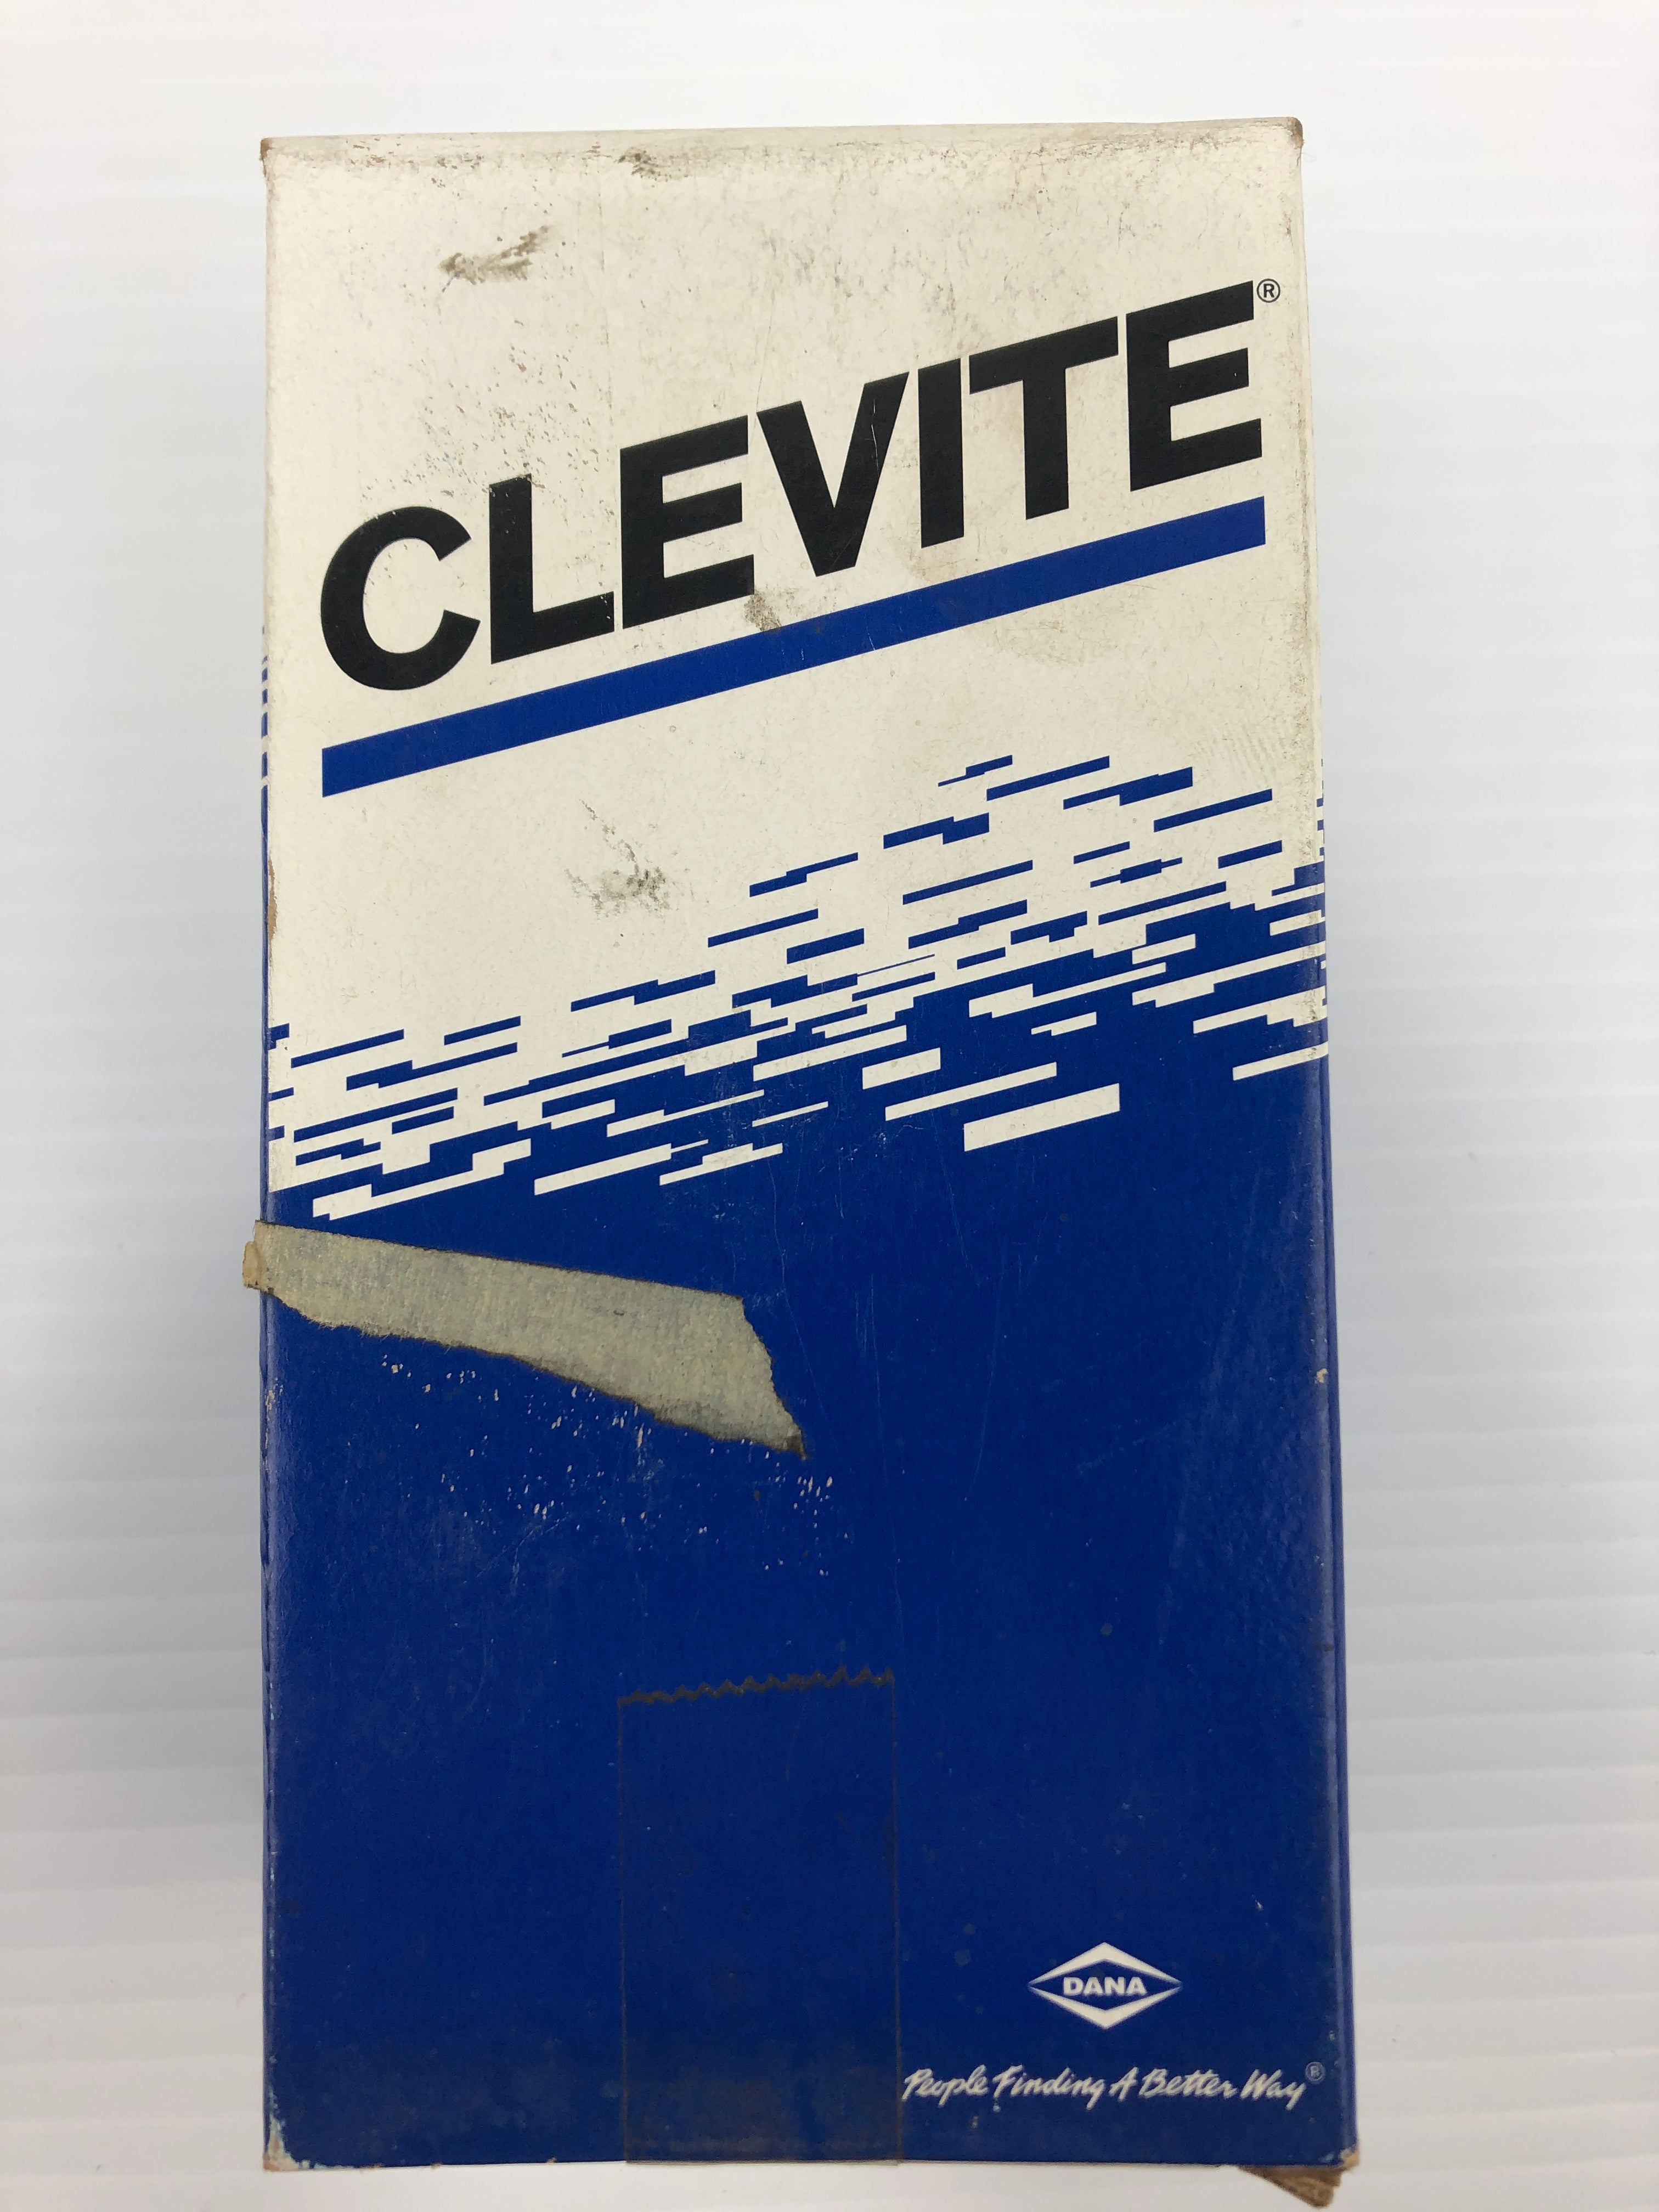 CLEVITE®
DANA
People Finding A Better Way®